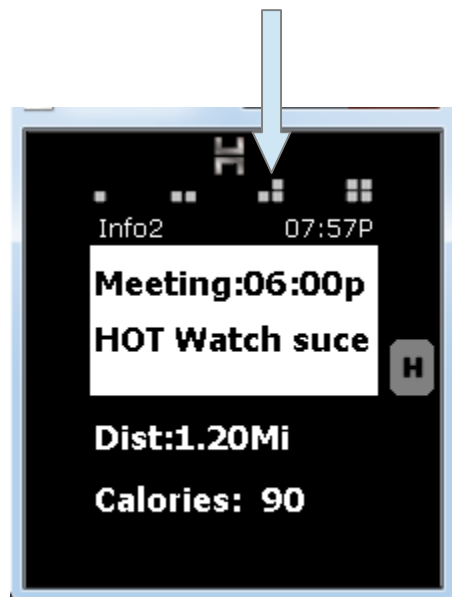 Info2 07:57P
Meeting:06:00p
HOT Watch suce
H
Dist:1.20Mi
Calories: 90